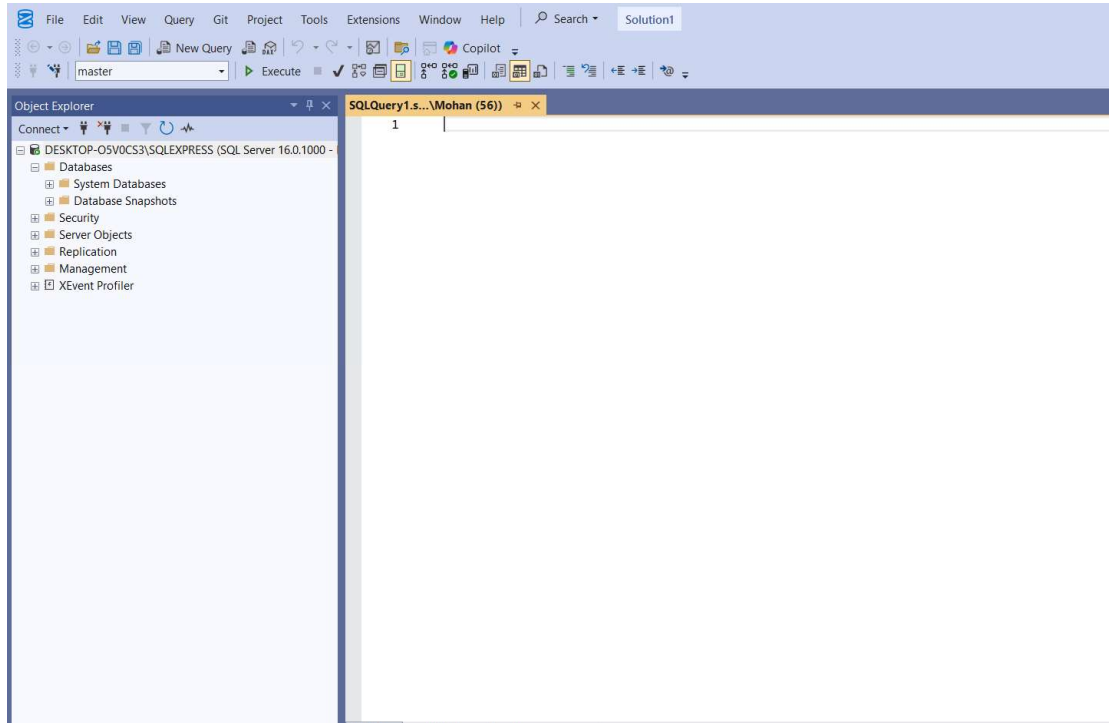 File Edit View Query Git Project Tools Extensions Window Help Search Solution1
New Query Copilot
master Execute
Object Explorer
Connect
DESKTOP-O5V0CS3\SQLEXPRESS (SQL Server 16.0.1000 -
Databases
System Databases
Database Snapshots
Security
Server Objects
Replication
Management
XEvent Profiler
SQLQuery1.s...\Mohan (56))
1